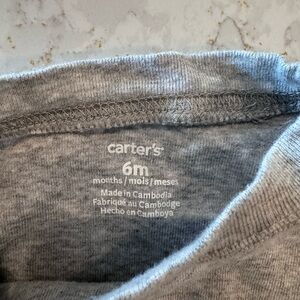 carter's
6m
months / mois / meses
Made in Cambodia
Fabriqué au Cambodge
Hecho en Camboya